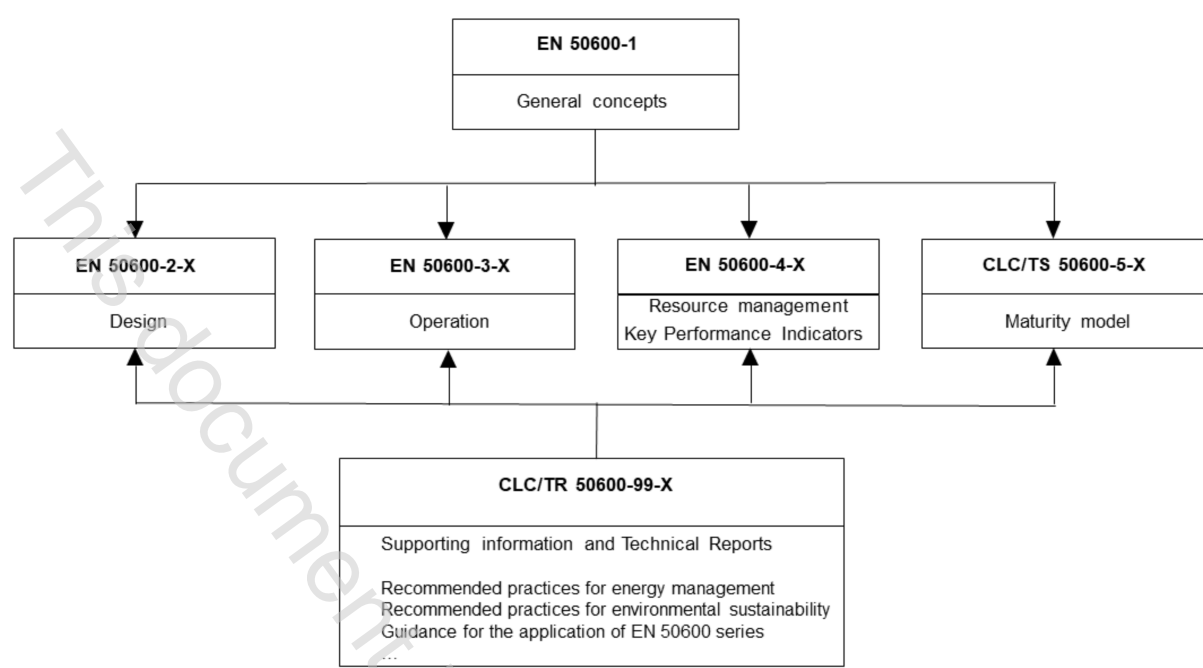 EN 50600-1
General concepts
EN 50600-2-X
Design
EN 50600-3-X
Operation
EN 50600-4-X
Resource management
Key Performance Indicators
CLC/TS 50600-5-X
Maturity model
CLC/TR 50600-99-X
Supporting information and Technical Reports
Recommended practices for energy management
Recommended practices for environmental sustainability
Guidance for the application of EN 50600 series
...
This document